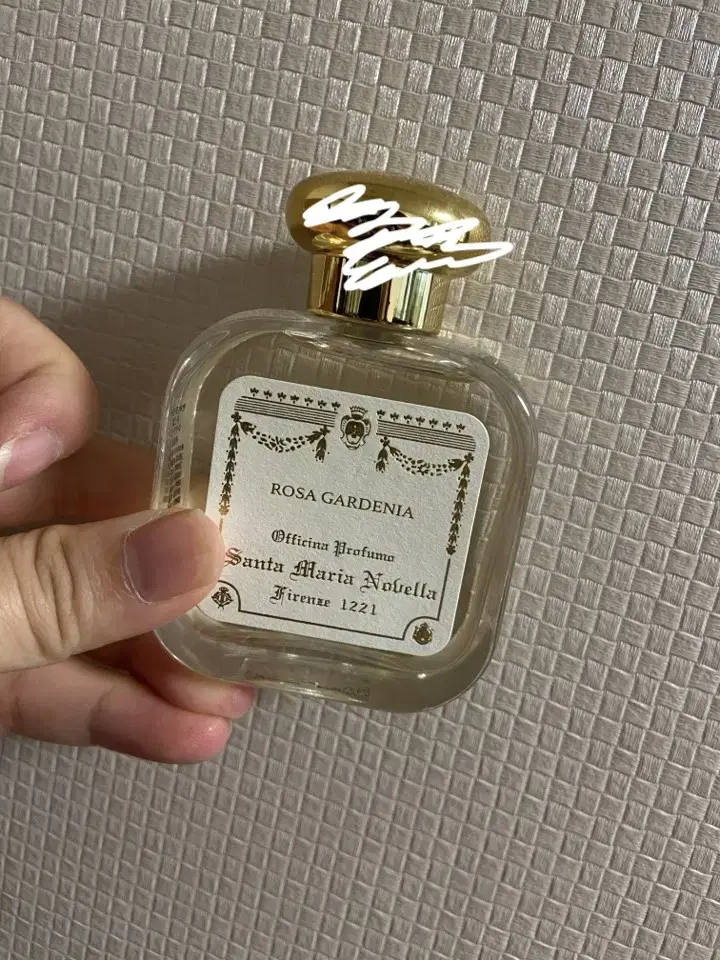 ROSA GARDENIA
Officina Profumo
Santa Maria Novella
Firenze 1221